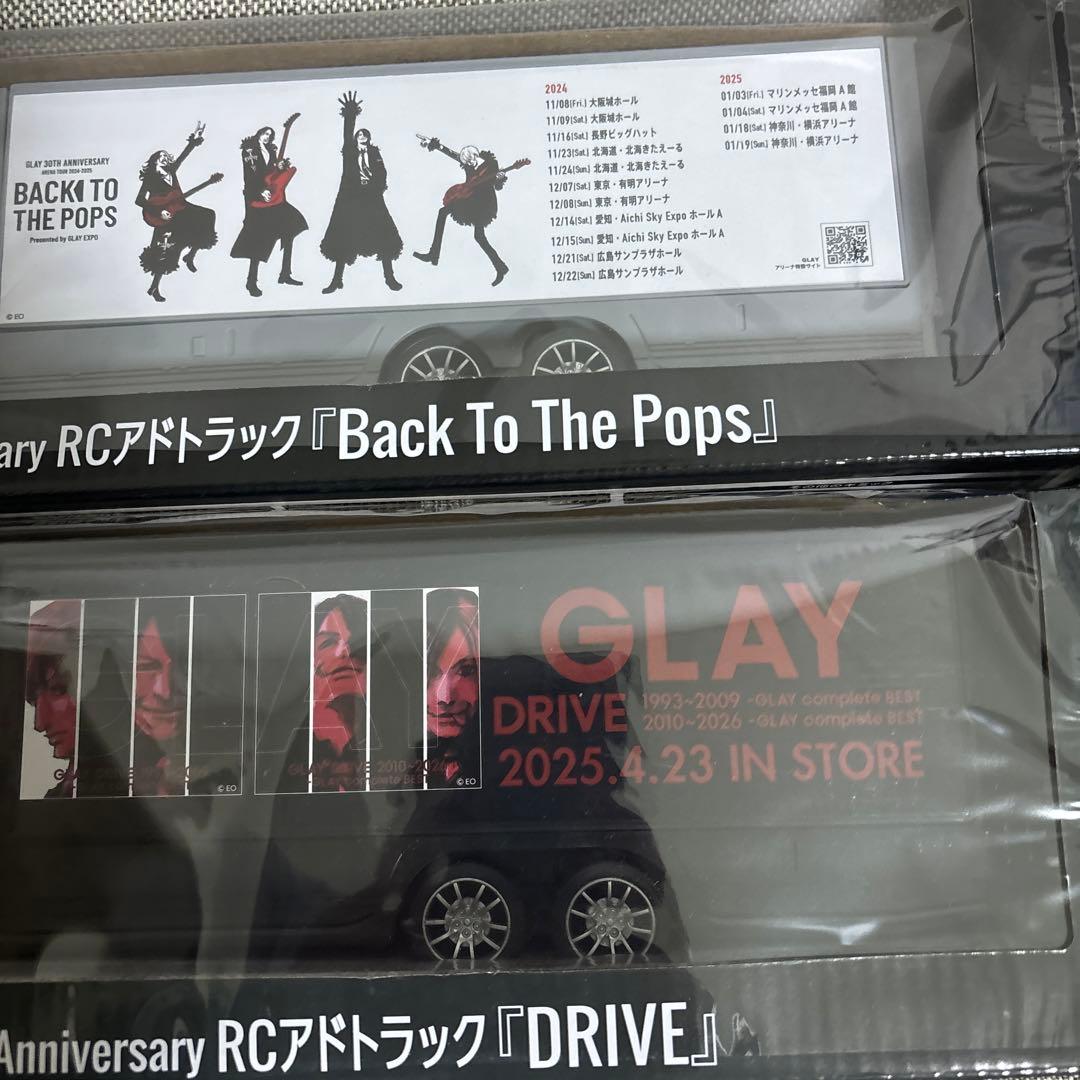 GLAY 30TH ANNIVERSARY
ARENA TOUR 2024-2025
BACK TO
THE POPS
Presented by GLAY EXPO
© EO
2024
11/08[Fri.] 大阪城ホール
11/09[Sat.] 大阪城ホール
11/16[Sat.] 長野ビッグハット
11/23[Sat.] 北海道・北海きたえーる
11/24[Sun.] 北海道・北海きたえーる
12/07[Sat.] 東京・有明アリーナ
12/08[Sun.] 東京・有明アリーナ
12/14[Sat.] 愛知・Aichi Sky Expo ホールA
12/15[Sun.] 愛知・Aichi Sky Expo ホールA
12/21[Sat.] 広島サンプラザホール
12/22[Sun.] 広島サンプラザホール
2025
01/03[Fri.] マリンメッセ福岡 A 館
01/04[Sat.] マリンメッセ福岡 A 館
01/18[Sat.] 神奈川・横浜アリーナ
01/19[Sun.] 神奈川・横浜アリーナ
GLAY
アリーナ特設サイト
ary RCアドトラック『Back To The Pops』
GLAY
GLAY DRIVE 2010~2026
GLAY complete BEST
© EO
© EO
GLAY
DRIVE 1993~2009 -GLAY complete BEST
2010~2026 -GLAY complete BEST
2025.4.23 IN STORE
Anniversary RCアドトラック『DRIVE』